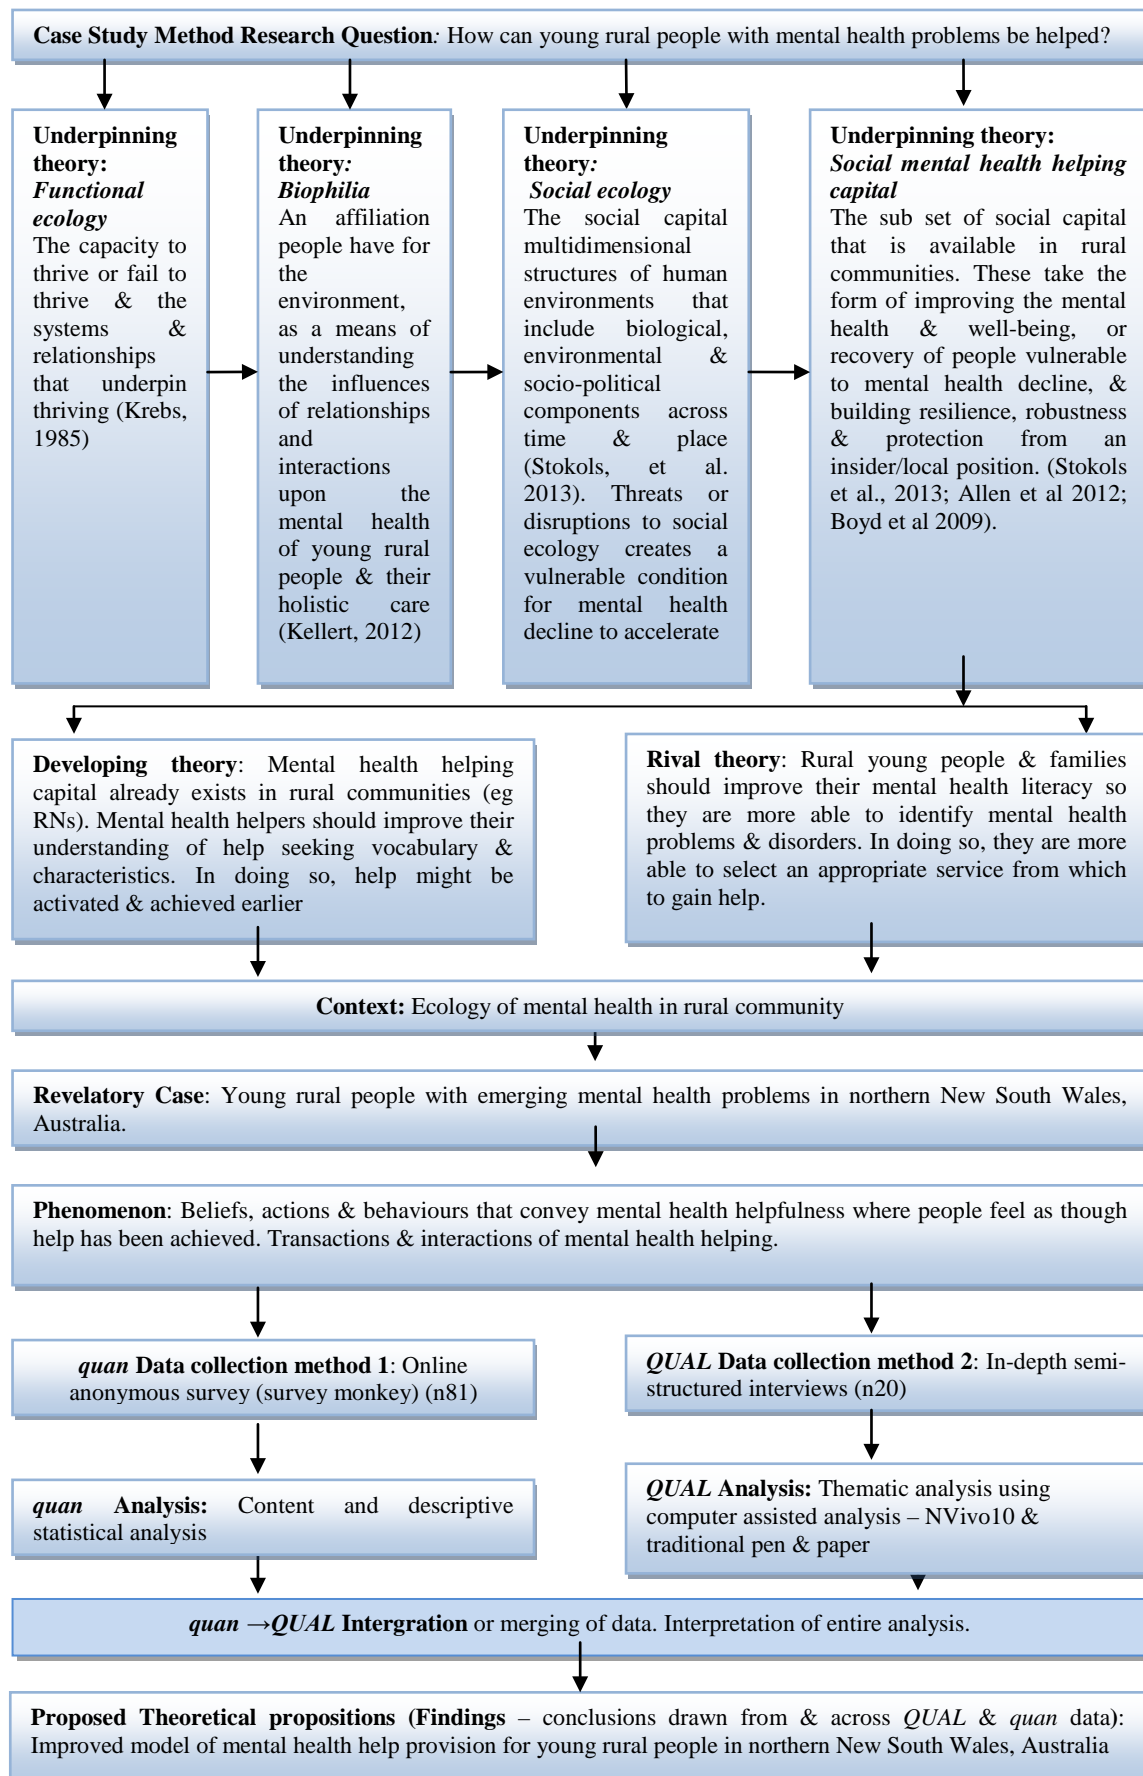 Case Study Method Research Question: How can young rural people with mental health problems be helped?
Underpinning
theory:
Functional
ecology
The capacity to
thrive or fail to
thrive & the
systems &
relationships
that underpin
thriving (Krebs,
1985)
Underpinning
theory:
Biophilia
An affiliation
people have for
the
environment,
as a means of
understanding
the influences
of relationships
and
interactions
upon the
mental health
of young rural
people & their
holistic care
(Kellert, 2012)
Underpinning
theory:
Social ecology
The social capital
multidimensional
structures of human
environments that
include biological,
environmental &
socio-political
components across
time & place
(Stokols, et al.
2013). Threats or
disruptions to social
ecology creates a
vulnerable condition
for mental health
decline to accelerate
Underpinning theory:
Social mental health helping
capital
The sub set of social capital
that is available in rural
communities. These take the
form of improving the mental
health & well-being, or
recovery of people vulnerable
to mental health decline, &
building resilience, robustness
& protection from an
insider/local position. (Stokols
et al., 2013; Allen et al 2012;
Boyd et al 2009).
Developing theory: Mental health helping
capital already exists in rural communities (eg
RNs). Mental health helpers should improve their
understanding of help seeking vocabulary &
characteristics. In doing so, help might be
activated & achieved earlier
Rival theory: Rural young people & families
should improve their mental health literacy so
they are more able to identify mental health
problems & disorders. In doing so, they are more
able to select an appropriate service from which
to gain help.
Context: Ecology of mental health in rural community
Revelatory Case: Young rural people with emerging mental health problems in northern New South Wales,
Australia.
Phenomenon: Beliefs, actions & behaviours that convey mental health helpfulness where people feel as though
help has been achieved. Transactions & interactions of mental health helping.
quan Data collection method 1: Online
anonymous survey (survey monkey) (n81)
QUAL Data collection method 2: In-depth semi-
structured interviews (n20)
quan Analysis: Content and descriptive
statistical analysis
QUAL Analysis: Thematic analysis using
computer assisted analysis – NVivo10 &
traditional pen & paper
quan →QUAL Intergration or merging of data. Interpretation of entire analysis.
Proposed Theoretical propositions (Findings – conclusions drawn from & across QUAL & quan data):
Improved model of mental health help provision for young rural people in northern New South Wales, Australia